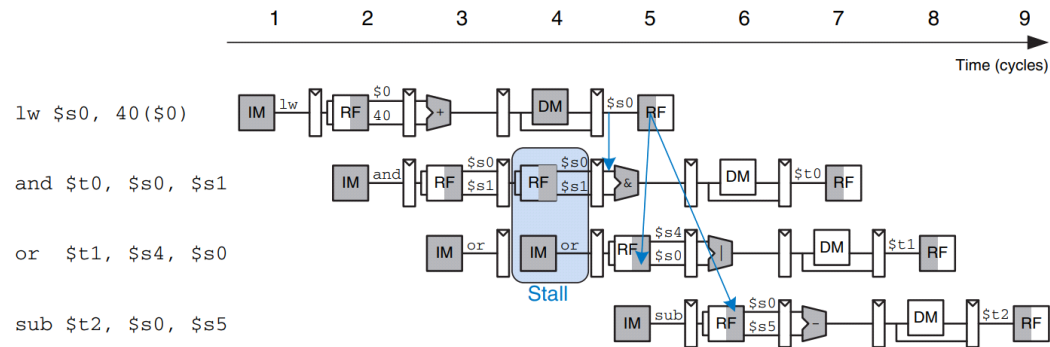 1 2 3 4 5 6 7 8 9
Time (cycles)
lw $s0, 40($0) IM lw RF $0 40 + DM $s0 RF
and $t0, $s0, $s1 IM and RF $s0 $s1 RF $s0 $s1 & DM $t0 RF
or $t1, $s4, $s0 IM or IM or RF $s4 $s0 | DM $t1 RF
Stall
sub $t2, $s0, $s5 IM sub RF $s0 $s5 - DM $t2 RF